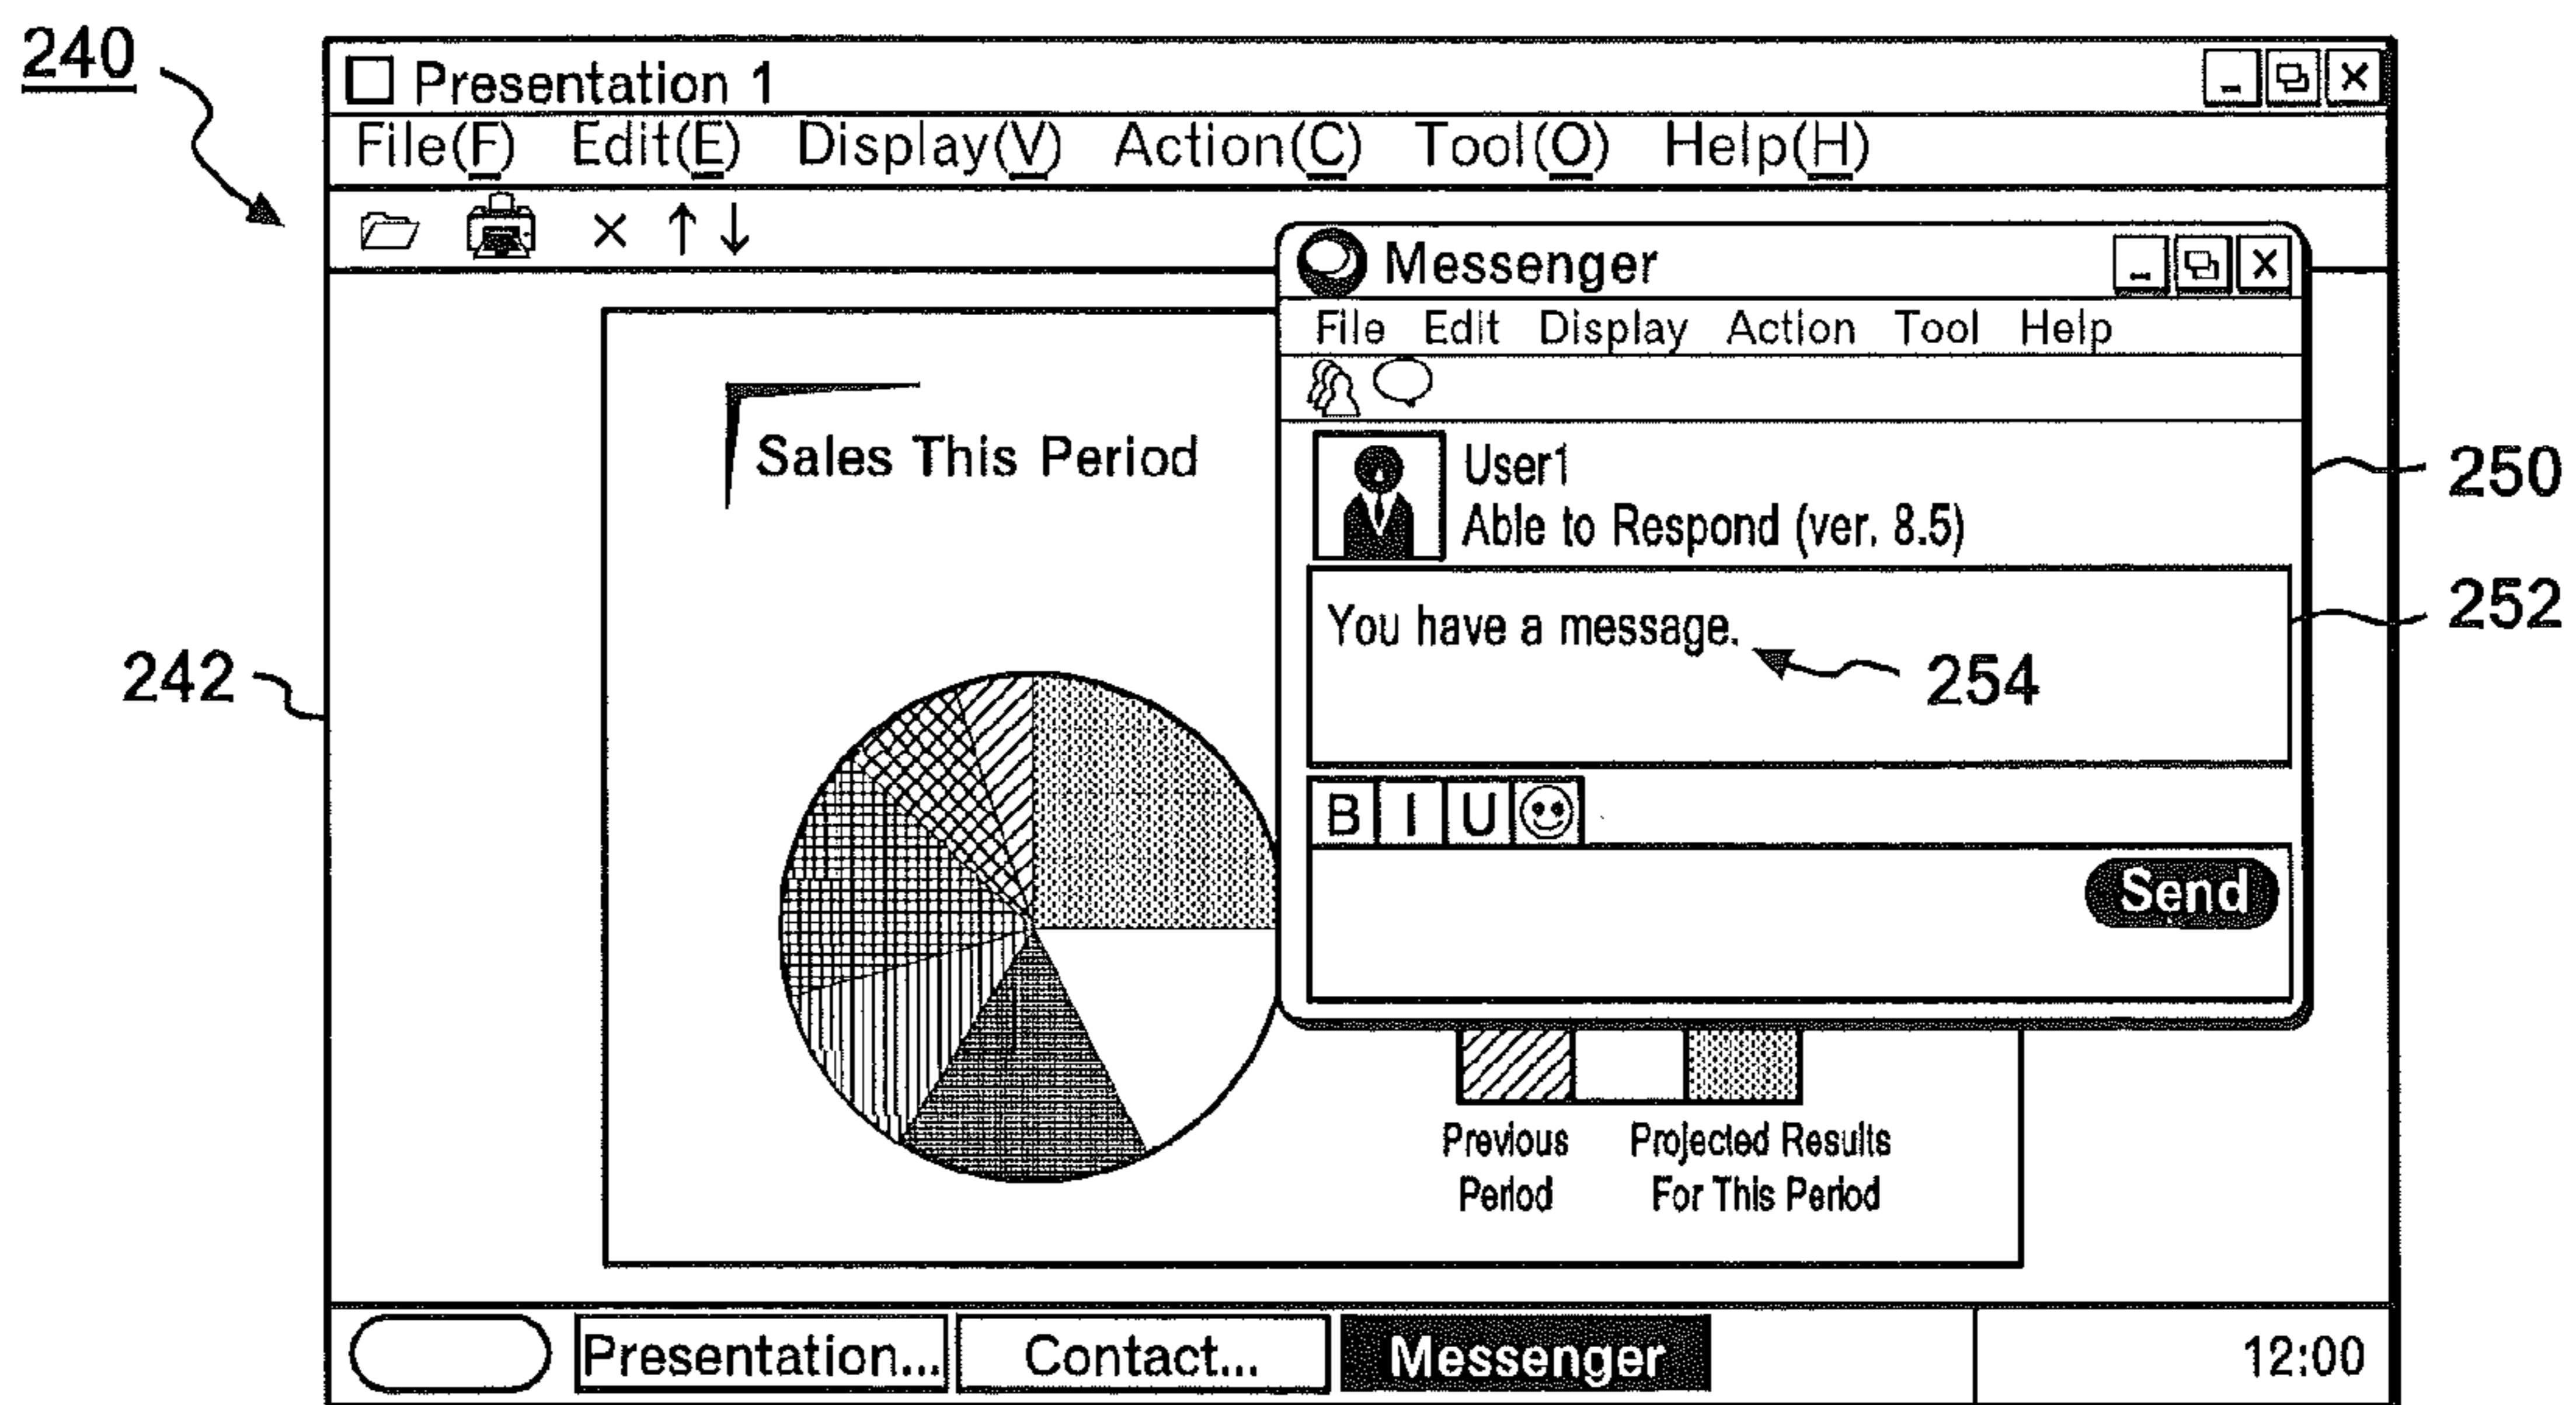 240
Presentation 1
File(F) Edit(E) Display(V) Action(C) Tool(O) Help(H)
Messenger
File Edit Display Action Tool Help
Sales This Period
User1
Able to Respond (ver. 8.5)
250
You have a message.
252
254
242
B I U
Send
Previous Period
Projected Results For This Period
Presentation... Contact... Messenger 12:00